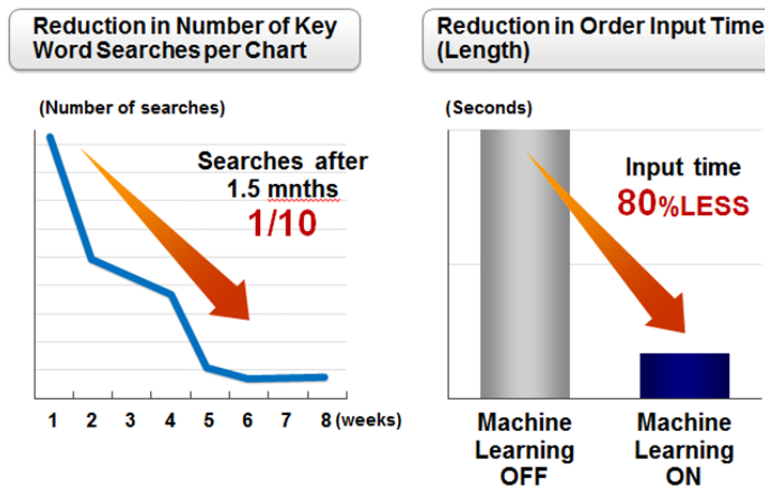 Reduction in Number of Key
Word Searches per Chart
(Number of searches)
Searches after
1.5 mnths
1/10
1 2 3 4 5 6 7 8 (weeks)
Reduction in Order Input Time
(Length)
(Seconds)
Input time
80%LESS
Machine
Learning
OFF
Machine
Learning
ON